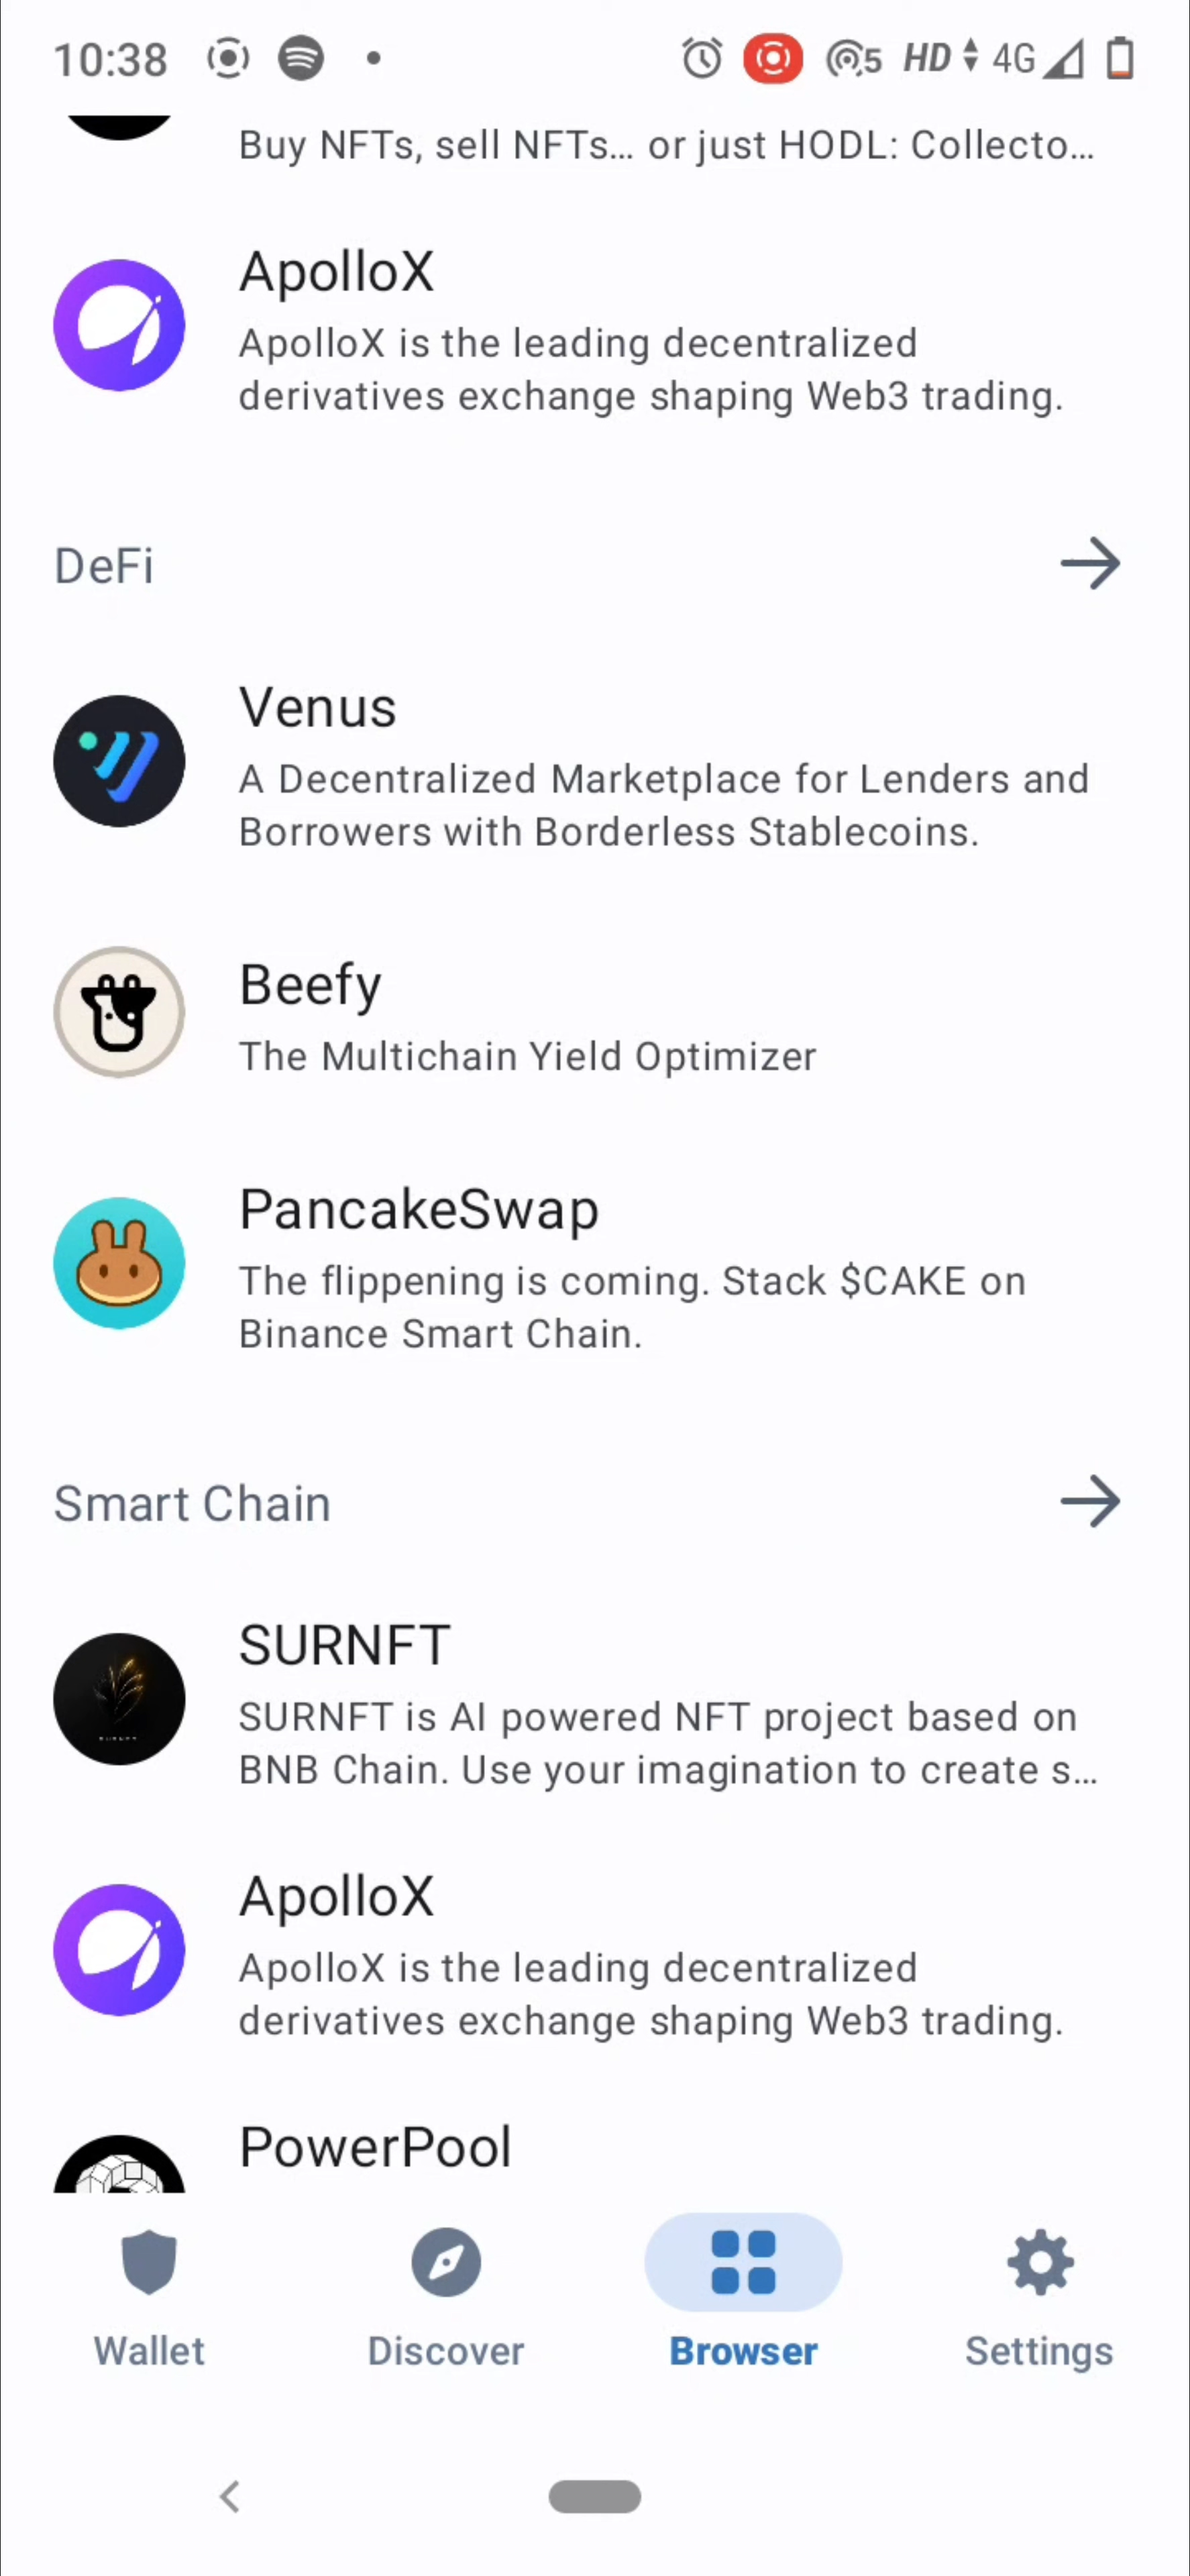 10:38 5 HD 4G
Buy NFTs, sell NFTs... or just HODL: Collecto...
ApolloX
ApolloX is the leading decentralized
derivatives exchange shaping Web3 trading.
DeFi
Venus
A Decentralized Marketplace for Lenders and
Borrowers with Borderless Stablecoins.
Beefy
The Multichain Yield Optimizer
PancakeSwap
The flippening is coming. Stack $CAKE on
Binance Smart Chain.
Smart Chain
SURNFT
SURNFT is AI powered NFT project based on
BNB Chain. Use your imagination to create s...
ApolloX
ApolloX is the leading decentralized
derivatives exchange shaping Web3 trading.
PowerPool
Wallet Discover Browser Settings